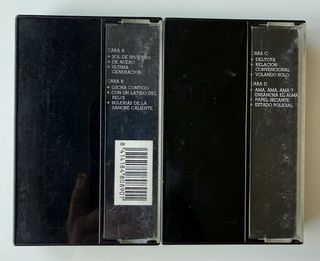 CARA A
• SOL DE INVIERNO
• DE ACERO
• ULTIMA
GENERACION
CARA B
• LUCHA CONTIGO
• CON UN LATIDO DEL
RELOJ
• BULERIAS DE LA
SANGRE CALIENTE
8414184808901
CARA C
• DELTOYA
• RELACION
CONVENCIONAL
• VOLANDO SOLO
CARA D
• AMA, AMA, AMA Y
ENSANCHA EL ALMA
• PAPEL SECANTE
• ESTADO POLICIAL